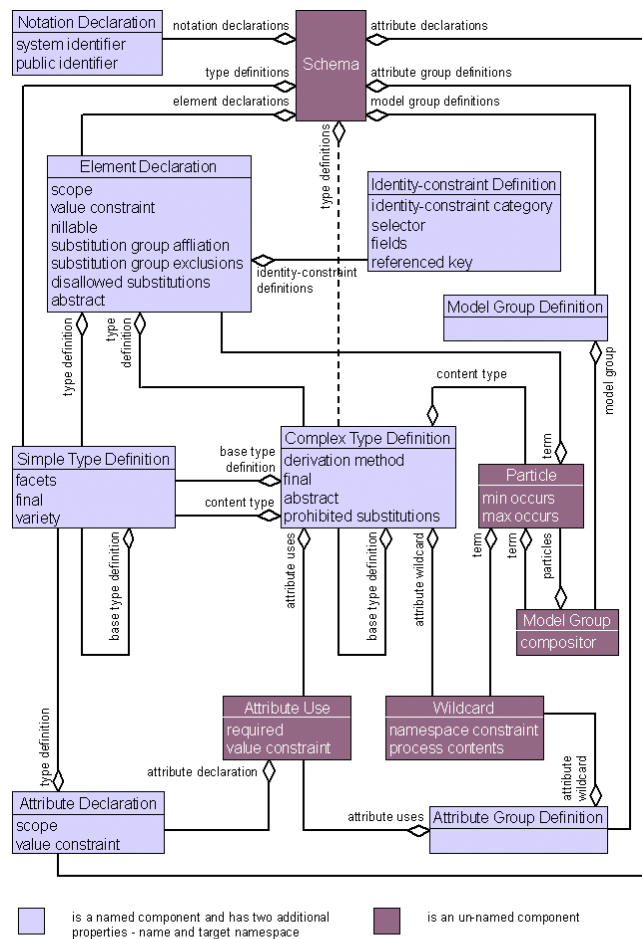 Notation Declaration
system identifier
public identifier
notation declarations
Schema
attribute declarations
type definitions
attribute group definitions
element declarations
model group definitions
type definitions
Element Declaration
scope
value constraint
nillable
substitution group affliation
substitution group exclusions
disallowed substitutions
abstract
Identity-constraint Definition
identity-constraint category
selector
fields
referenced key
identity-constraint
definitions
Model Group Definition
type definition
type
definition
content type
model group
Simple Type Definition
facets
final
variety
base type
definition
content type
Complex Type Definition
derivation method
final
abstract
prohibited substitutions
term
Particle
min occurs
max occurs
base type definition
attribute uses
base type definition
attribute wildcard
term
term
particles
Model Group
compositor
Attribute Use
required
value constraint
Wildcard
namespace constraint
process contents
type definition
attribute declaration
attribute
wildcard
Attribute Declaration
scope
value constraint
attribute uses
Attribute Group Definition
is a named component and has two additional
properties - name and target namespace
is an un-named component